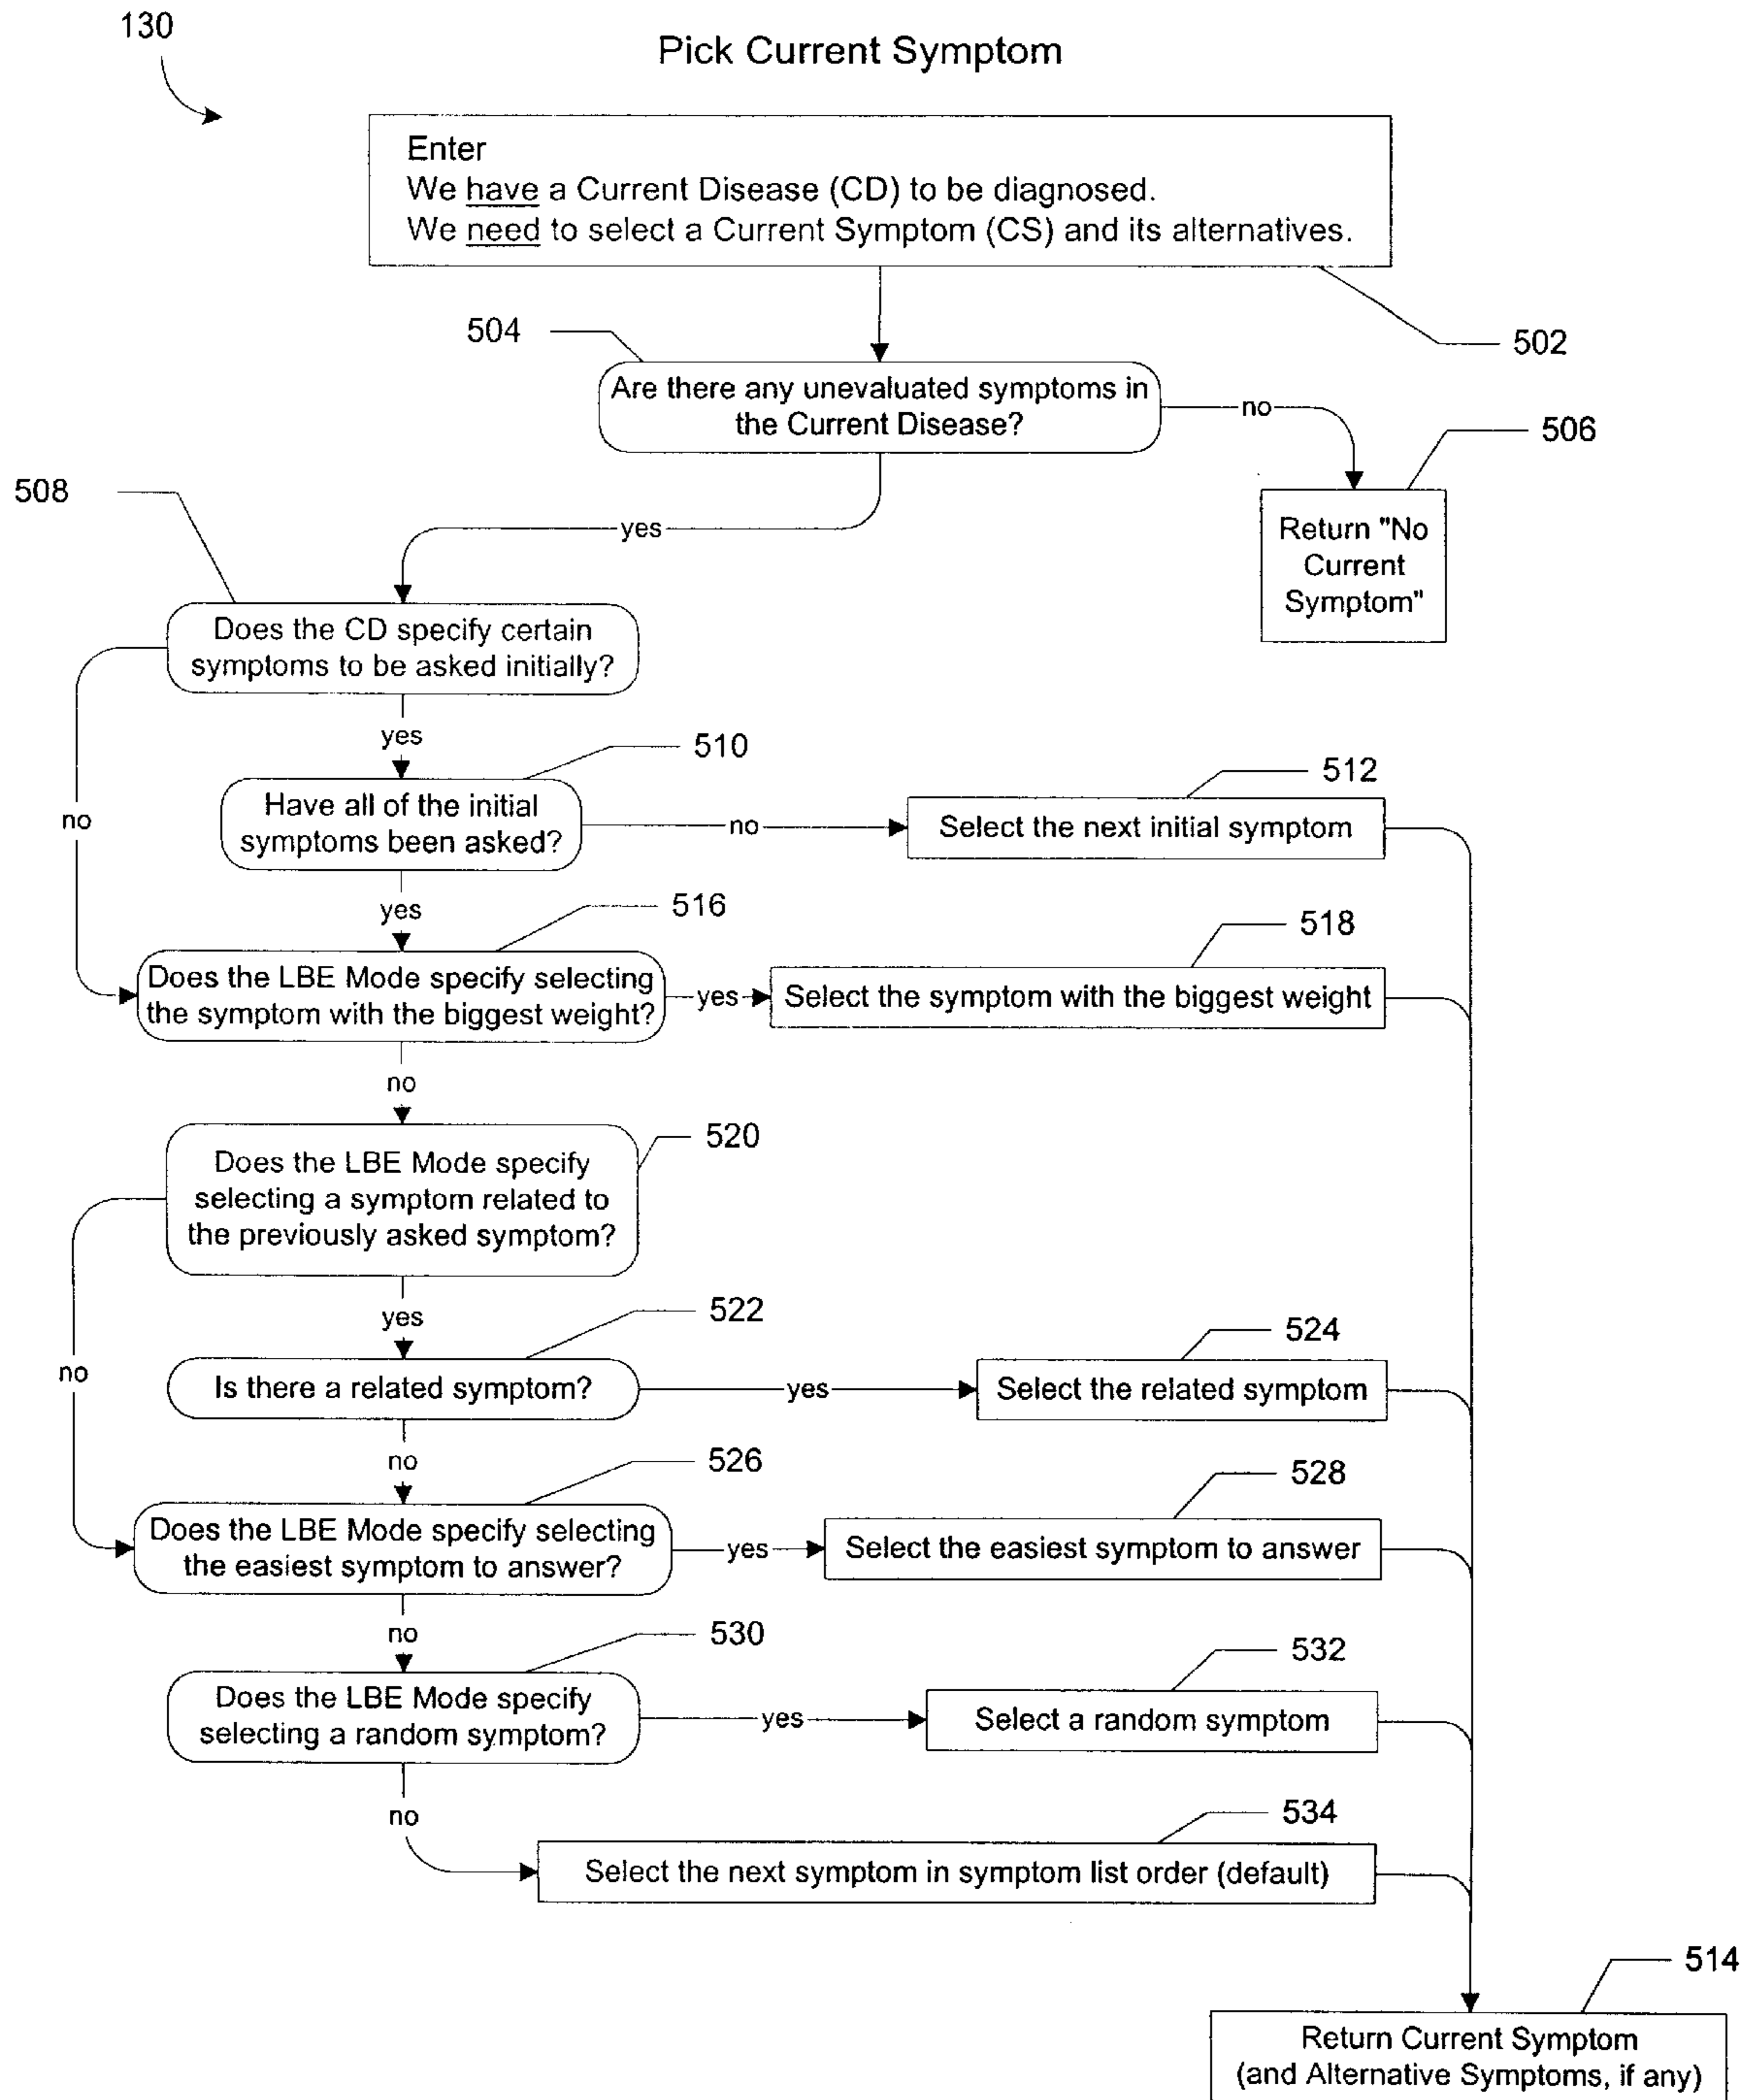 130
Pick Current Symptom
Enter
We have a Current Disease (CD) to be diagnosed.
We need to select a Current Symptom (CS) and its alternatives.
504
502
Are there any unevaluated symptoms in
the Current Disease?
no
506
508
yes
Return "No
Current
Symptom"
Does the CD specify certain
symptoms to be asked initially?
yes
510
512
no
Have all of the initial
symptoms been asked?
no
Select the next initial symptom
yes
516
518
Does the LBE Mode specify selecting
the symptom with the biggest weight?
yes
Select the symptom with the biggest weight
no
520
Does the LBE Mode specify
selecting a symptom related to
the previously asked symptom?
yes
522
524
no
Is there a related symptom?
yes
Select the related symptom
no
526
528
Does the LBE Mode specify selecting
the easiest symptom to answer?
yes
Select the easiest symptom to answer
no
530
532
Does the LBE Mode specify
selecting a random symptom?
yes
Select a random symptom
no
534
Select the next symptom in symptom list order (default)
514
Return Current Symptom
(and Alternative Symptoms, if any)